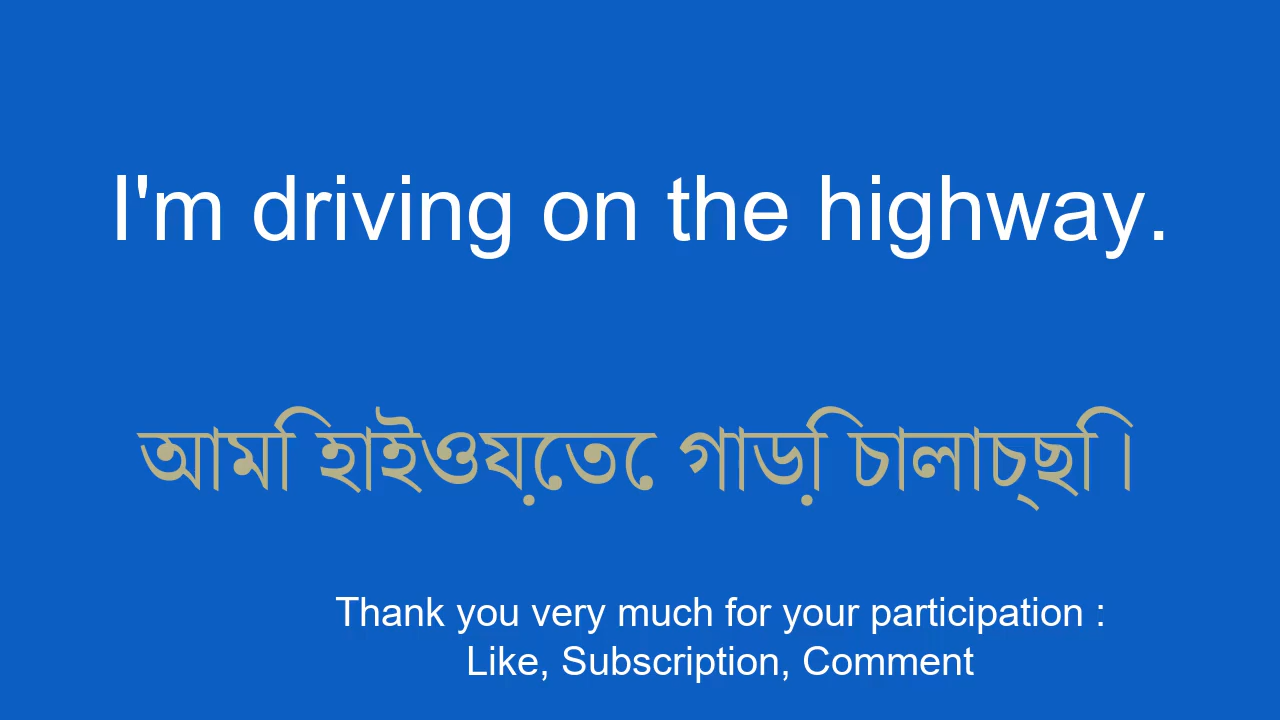 I'm driving on the highway.
আমি হাইওয়েতে গাড়ি চালাচ্ছি।
Thank you very much for your participation :
Like, Subscription, Comment